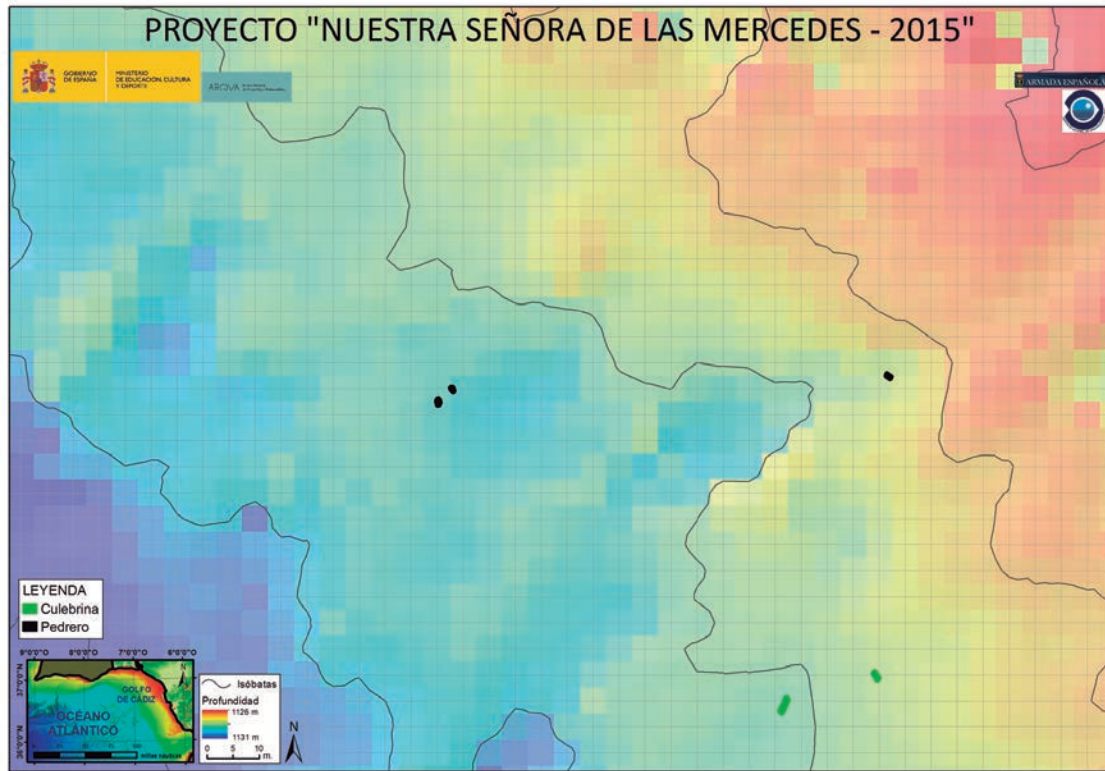 PROYECTO "NUESTRA SEÑORA DE LAS MERCEDES - 2015"
GOBIERNO
DE ESPAÑA
MINISTERIO
DE EDUCACIÓN, CULTURA
Y DEPORTE
ARQVA
ARMADA ESPAÑOLA
LEYENDA
Culebrina
Pedrero
9°0'0"N
8°0'0"N
7°0'0"N
6°0'0"N
37°0'0"N
36°0'0"N
N
GOLFO
DE CÁDIZ
OCÉANO
ATLÁNTICO
millas náuticas
Isóbatas
Profundidad
1126 m
1131 m
0 5 10
m.
N